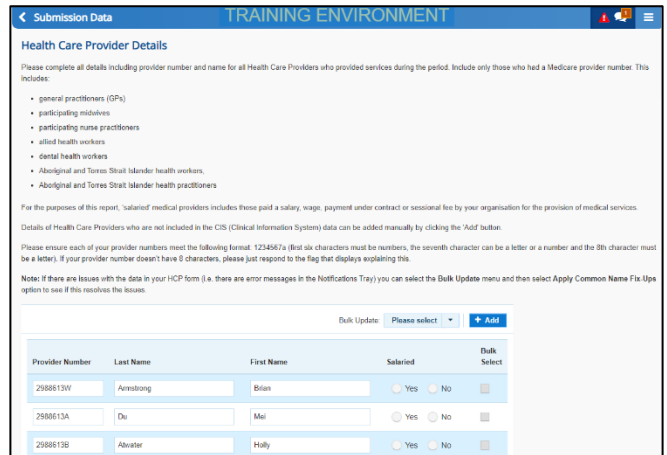 Submission Data
TRAINING ENVIRONMENT
1
Health Care Provider Details
Please complete all details including provider number and name for all Health Care Providers who provided services during the period. Include only those who had a Medicare provider number. This
includes:
• general practitioners (GPs)
• participating midwives
• participating nurse practitioners
• allied health workers
• dental health workers
• Aboriginal and Torres Strait Islander health workers,
• Aboriginal and Torres Strait Islander health practitioners
For the purposes of this report, 'salaried' medical providers includes those paid a salary, wage, payment under contract or sessional fee by your organisation for the provision of medical services.
Details of Health Care Providers who are not included in the CIS (Clinical Information System) data can be added manually by clicking the 'Add' button.
Please ensure each of your provider numbers meet the following format: 1234567a (first six characters must be numbers, the seventh character can be a letter or a number and the 8th character must
be a letter). If your provider number doesn't have 8 characters, please just respond to the flag that displays explaining this.
Note: If there are issues with the data in your HCP form (i.e. there are error messages in the Notifications Tray) you can select the Bulk Update menu and then select Apply Common Name Fix-Ups
option to see if this resolves the issues.
Bulk Update Please select + Add
Provider Number Last Name First Name Salaried Bulk Select
2988613W Armstrong Brian Yes No
2988613A Du Mei Yes No
2988613B Atwater Holly Yes No